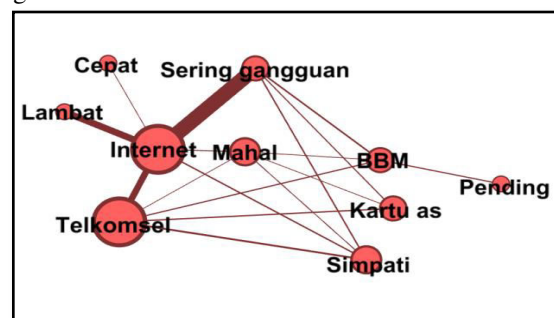 Cepat
Sering gangguan
Lambat
Internet
Mahal
BBM
Pending
Kartu as
Telkomsel
Simpati